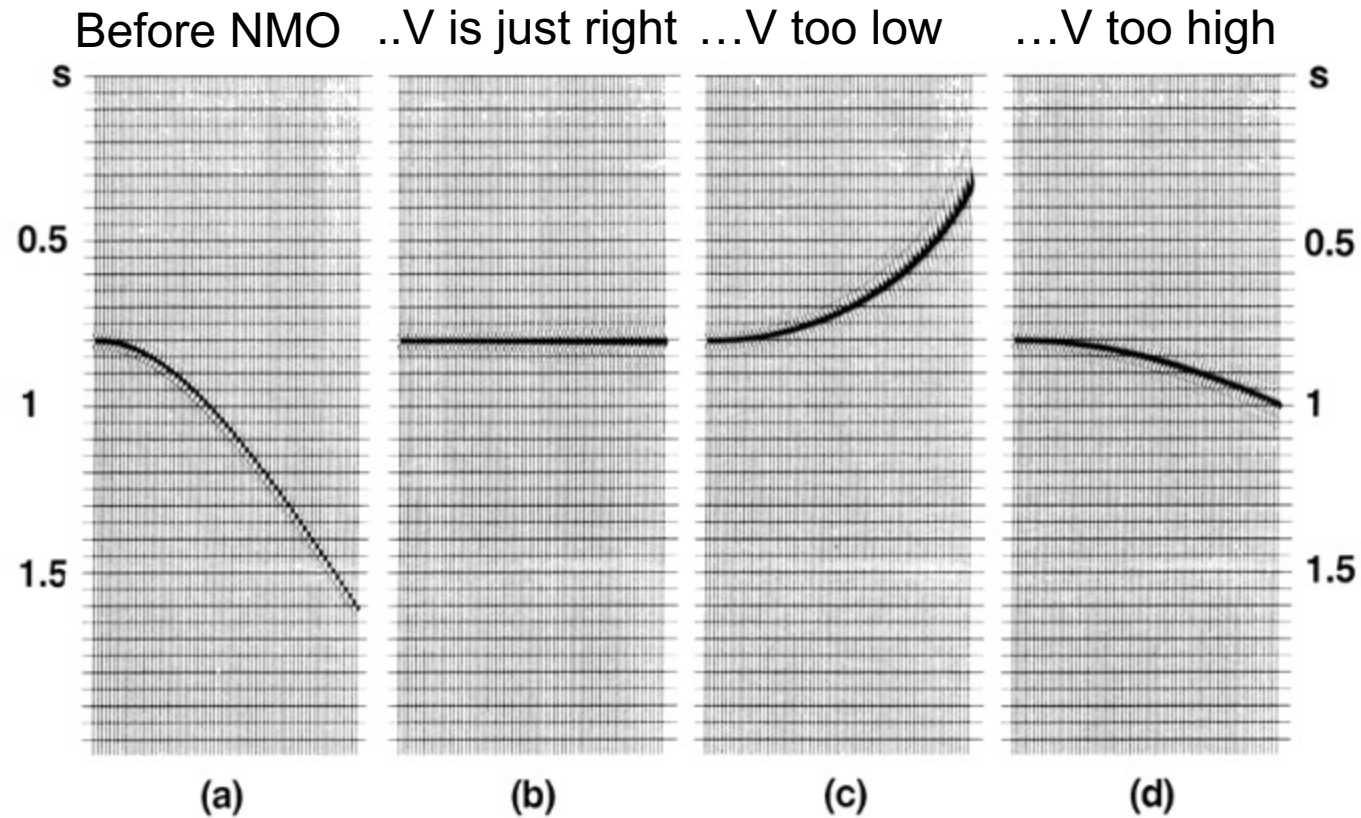 Before NMO ..V is just right ...V too low ...V too high
s s
0.5 0.5
1 1
1.5 1.5
(a) (b) (c) (d)